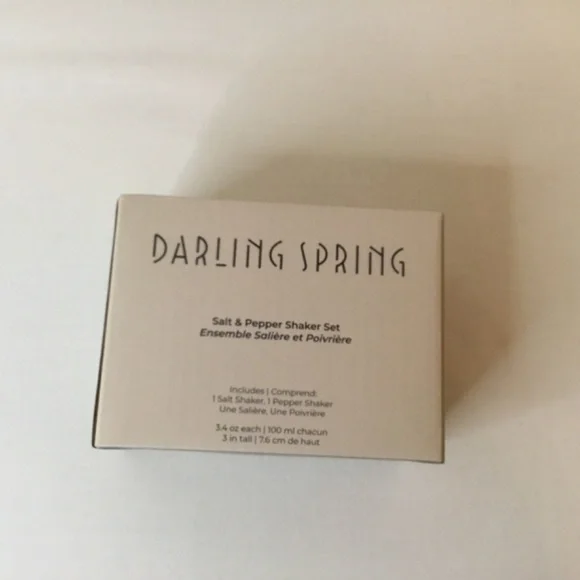 DARLING SPRING
Salt & Pepper Shaker Set
Ensemble Salière et Poivrière
Includes | Comprend:
1 Salt Shaker, 1 Pepper Shaker
Une Salière, Une Poivrière
3.4 oz each | 100 ml chacun
3 in tall | 7.6 cm de haut